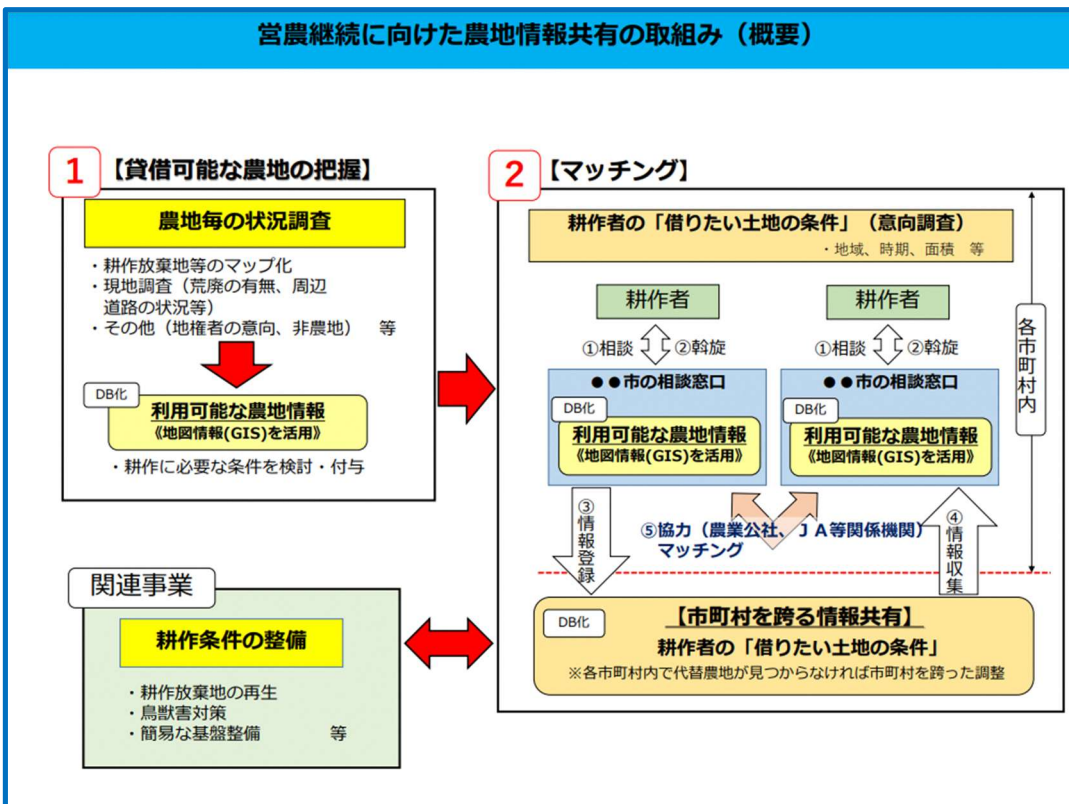 営農継続に向けた農地情報共有の取組み（概要）
1
【貸借可能な農地の把握】
農地毎の状況調査
・耕作放棄地等のマップ化
・現地調査（荒廃の有無、周辺
道路の状況等）
・その他（地権者の意向、非農地）　等
DB化
利用可能な農地情報
《地図情報(GIS)を活用》
・耕作に必要な条件を検討・付与
関連事業
耕作条件の整備
・耕作放棄地の再生
・鳥獣害対策
・簡易な基盤整備　　　等
2
【マッチング】
耕作者の「借りたい土地の条件」（意向調査）
・地域、時期、面積　等
耕作者
①相談
②斡旋
●●市の相談窓口
DB化
利用可能な農地情報
《地図情報(GIS)を活用》
耕作者
①相談
②斡旋
●●市の相談窓口
DB化
利用可能な農地情報
《地図情報(GIS)を活用》
各市町村内
③情報登録
⑤協力（農業公社、ＪＡ等関係機関）
マッチング
④情報収集
DB化
【市町村を跨る情報共有】
耕作者の「借りたい土地の条件」
※各市町村内で代替農地が見つからなければ市町村を跨った調整